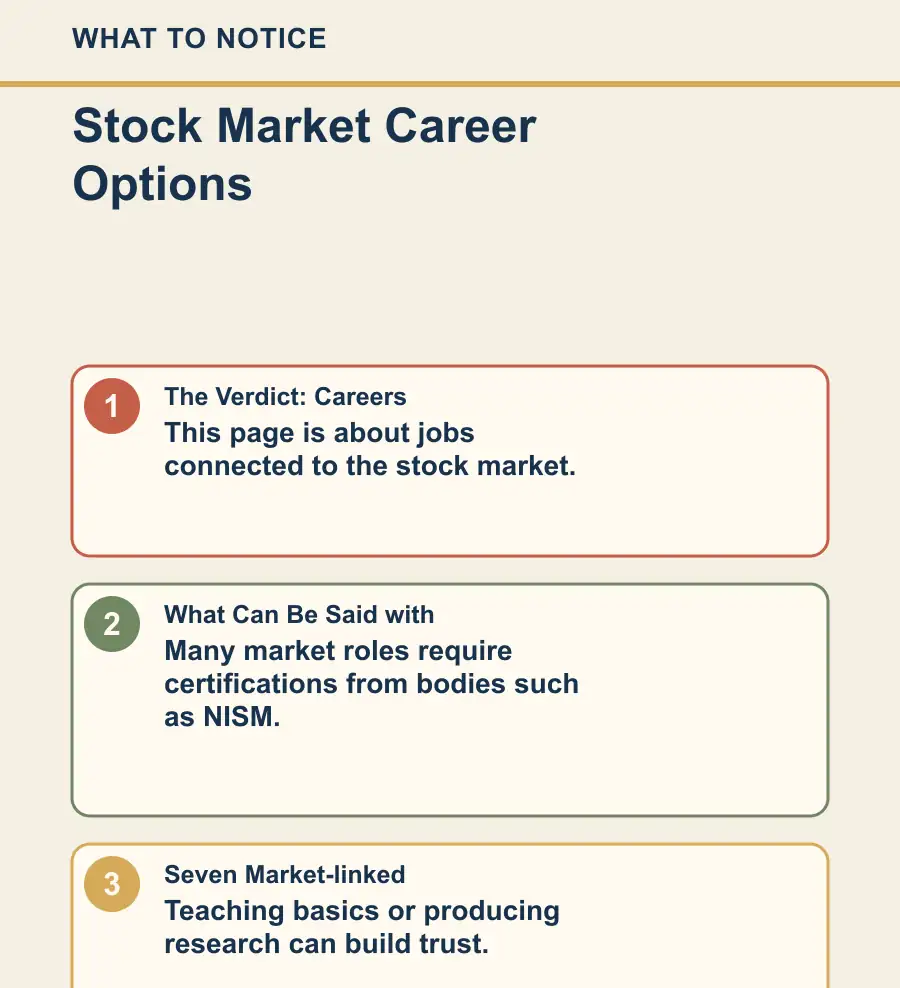 WHAT TO NOTICE
Stock Market Career
Options
1
The Verdict: Careers
This page is about jobs
connected to the stock market.
2
What Can Be Said with
Many market roles require
certifications from bodies such
as NISM.
3
Seven Market-linked
Teaching basics or producing
research can build trust.